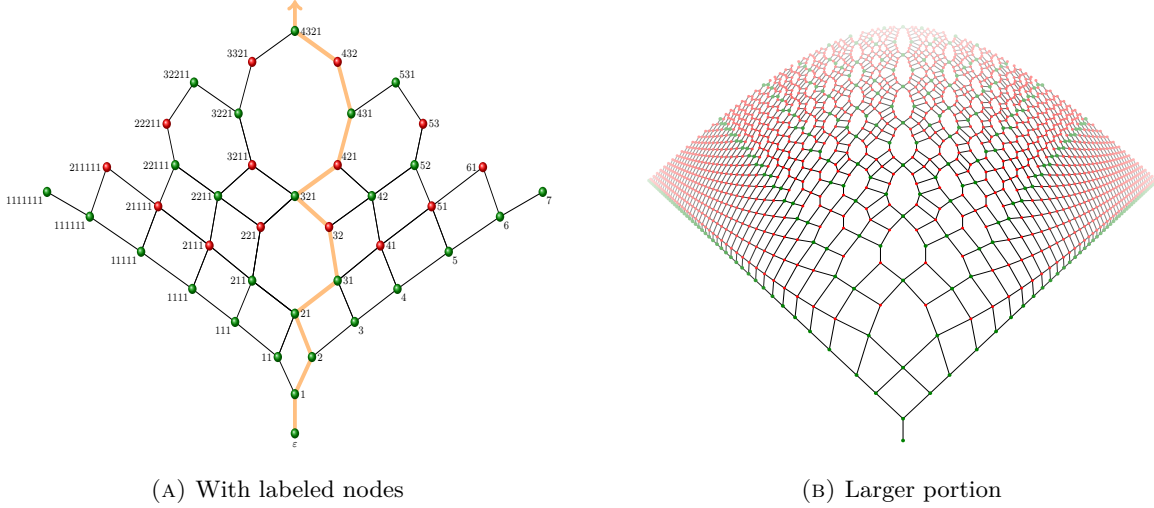 4321
3321 432
32211 3221 431 531
22211 53
211111 22111 3211 421 52 61
1111111 111111 21111 2211 321 42 51 6 7
221 32
11111 2111 41 5
1111 211 31 4
111 21 3
11 2
1
ε
(A) With labeled nodes (B) Larger portion